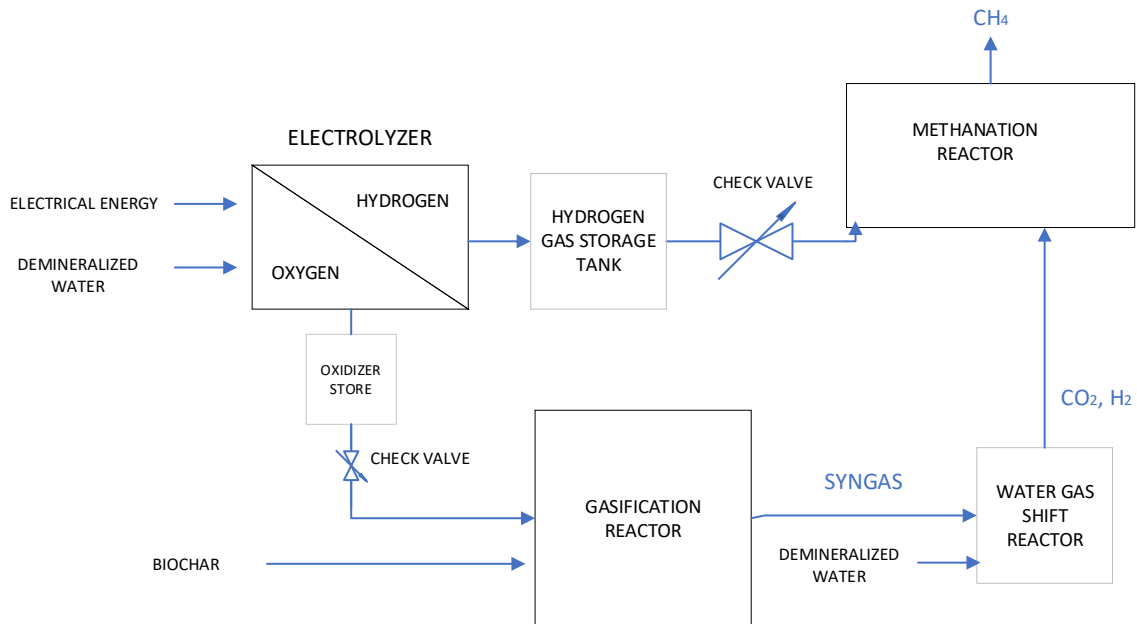 CH4
METHANATION
REACTOR
ELECTROLYZER
HYDROGEN
OXYGEN
ELECTRICAL ENERGY
DEMINERALIZED
WATER
HYDROGEN
GAS STORAGE
TANK
CHECK VALVE
OXIDIZER
STORE
CHECK VALVE
CO2, H2
GASIFICATION
REACTOR
SYNGAS
WATER GAS
SHIFT
REACTOR
DEMINERALIZED
WATER
BIOCHAR